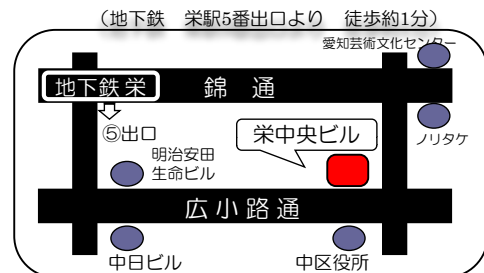 （地下鉄　栄駅5番出口より　徒歩約1分）
愛知芸術文化センター
地下鉄栄
錦　通
⑤出口
栄中央ビル
ノリタケ
明治安田
生命ビル
広小路通
中日ビル
中区役所